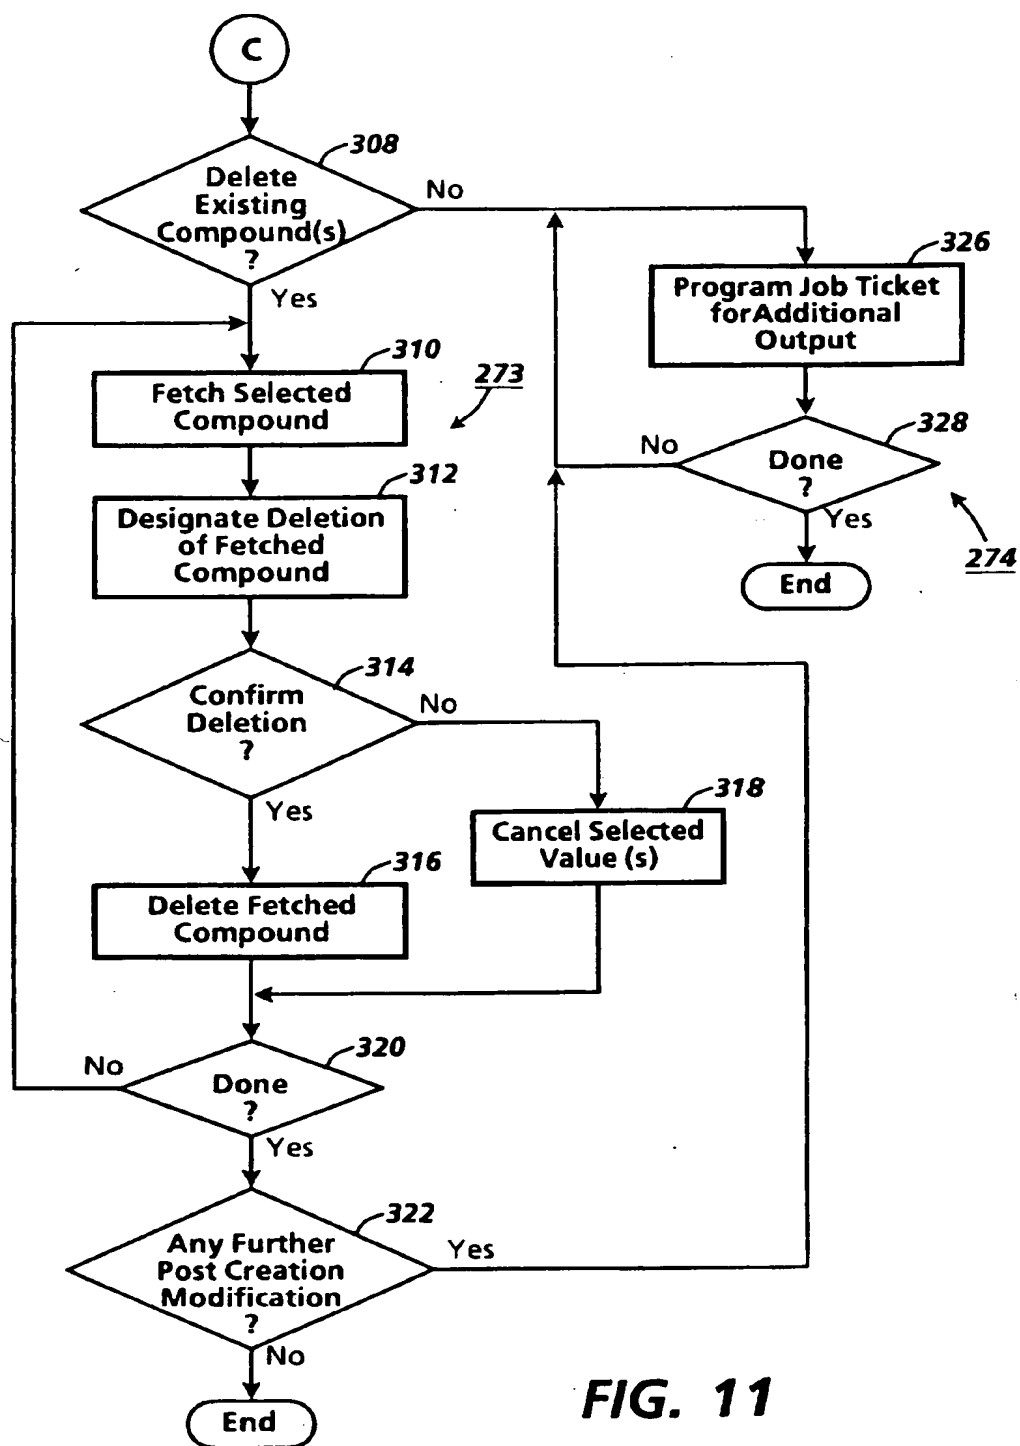 C
308
Delete
Existing
Compound(s)
?
No
Yes
326
Program Job Ticket
for Additional
Output
310
Fetch Selected
Compound
273
328
Done
?
No
Yes
274
End
312
Designate Deletion
of Fetched
Compound
314
Confirm
Deletion
?
No
Yes
318
Cancel Selected
Value (s)
316
Delete Fetched
Compound
320
No
Done
?
Yes
322
Any Further
Post Creation
Modification
?
Yes
No
End
FIG. 11